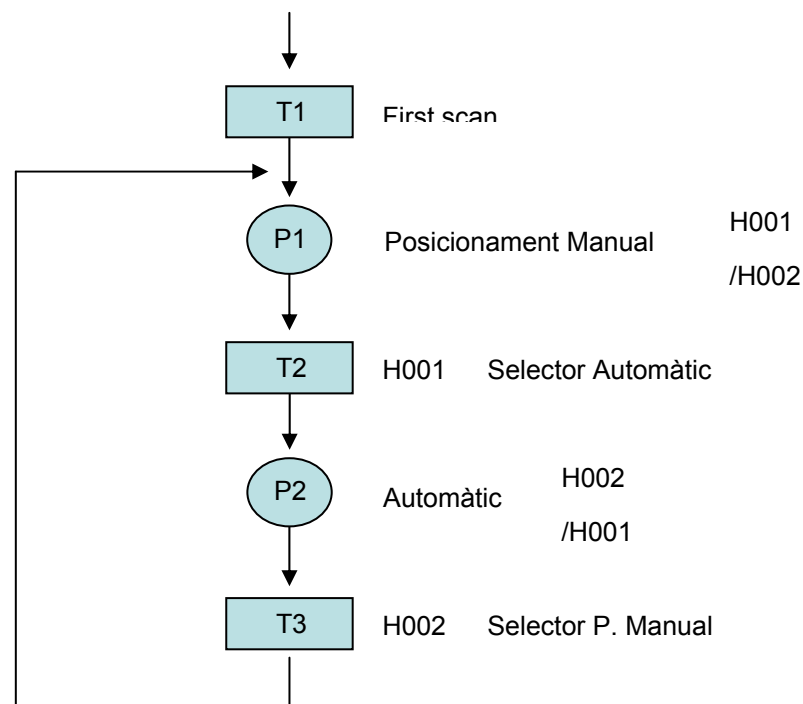 T1 First scan
P1 Posicionament Manual H001
/H002
T2 H001 Selector Automàtic
P2 Automàtic H002
/H001
T3 H002 Selector P. Manual